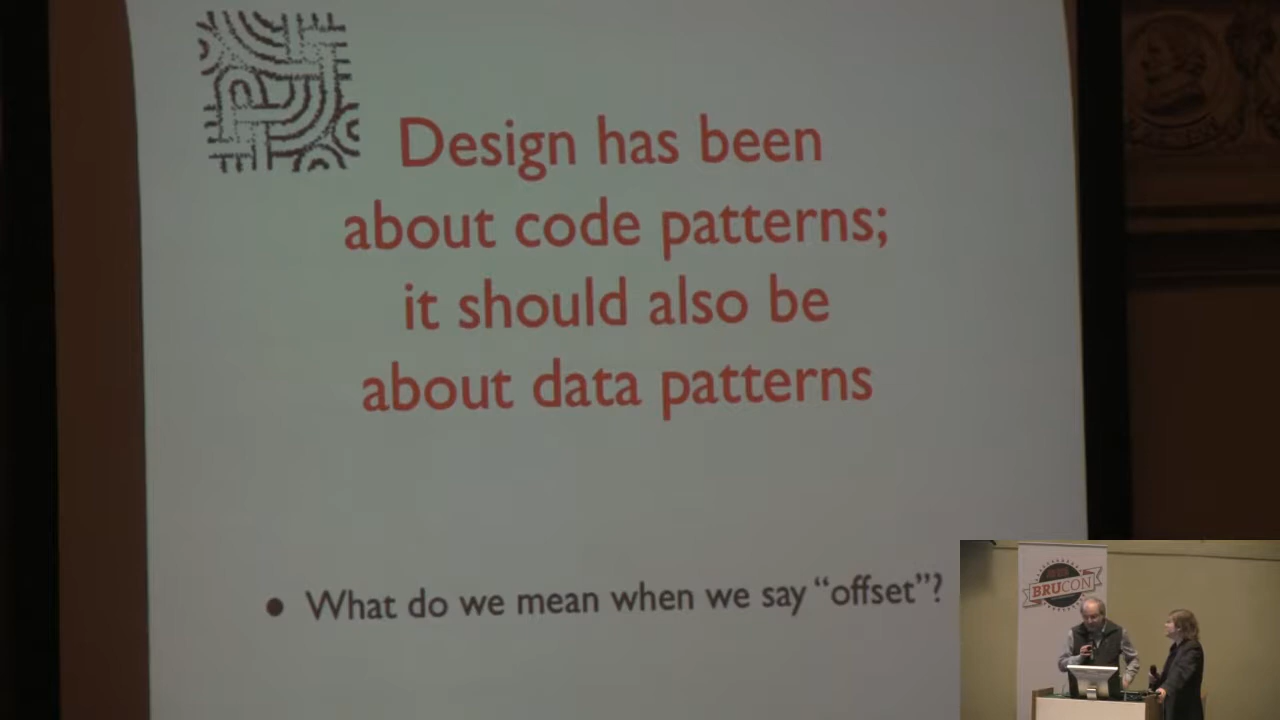 Design has been
about code patterns;
it should also be
about data patterns
• What do we mean when we say “offset”?
BRUCON